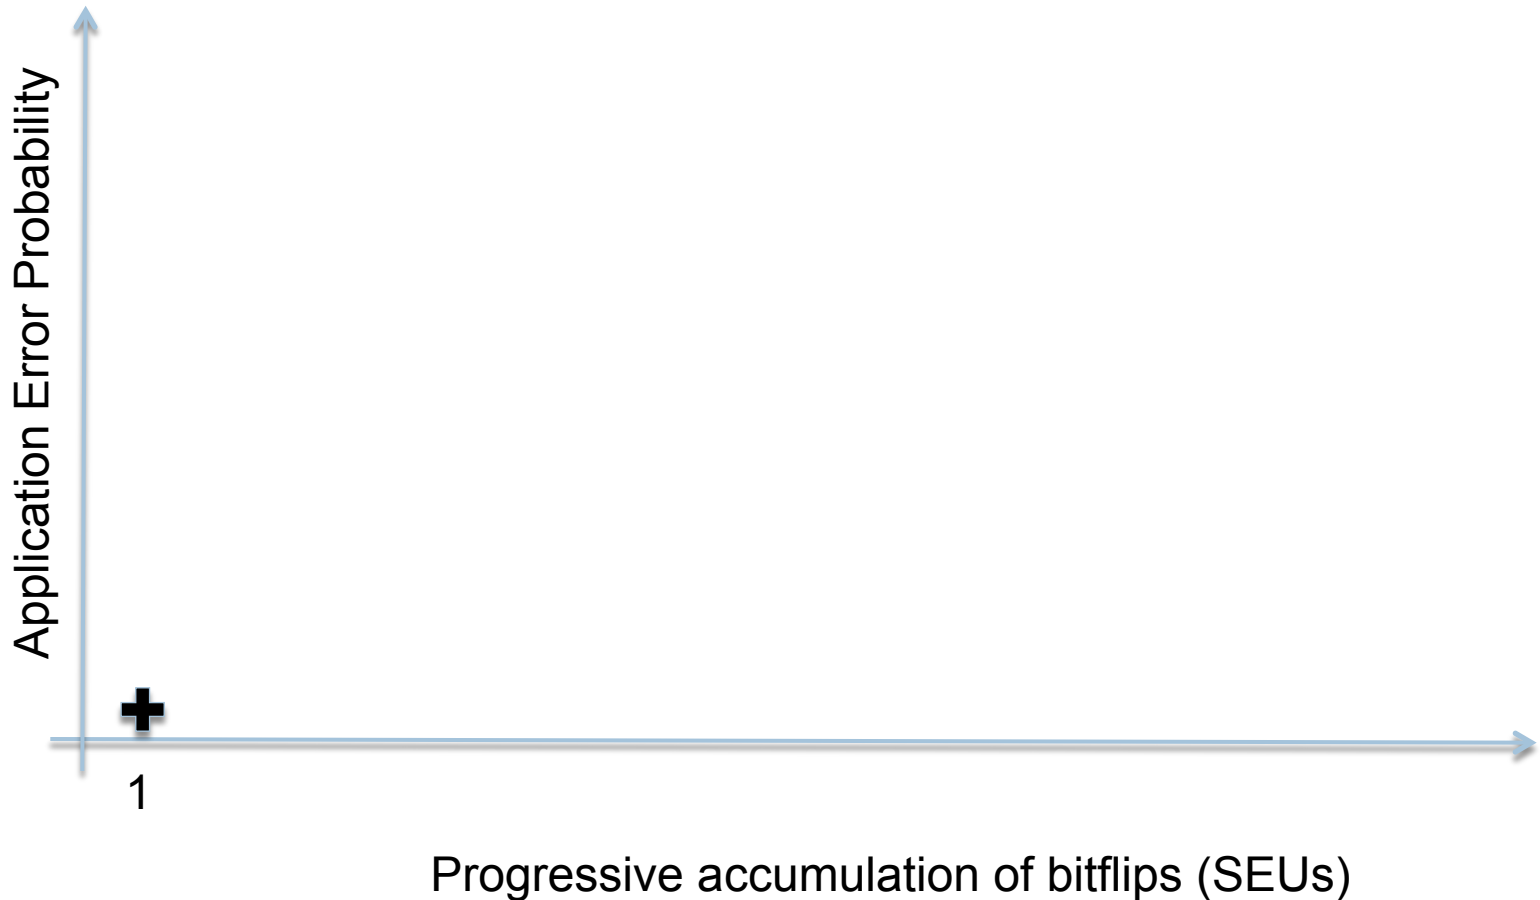 Application Error Probability
1
Progressive accumulation of bitflips (SEUs)